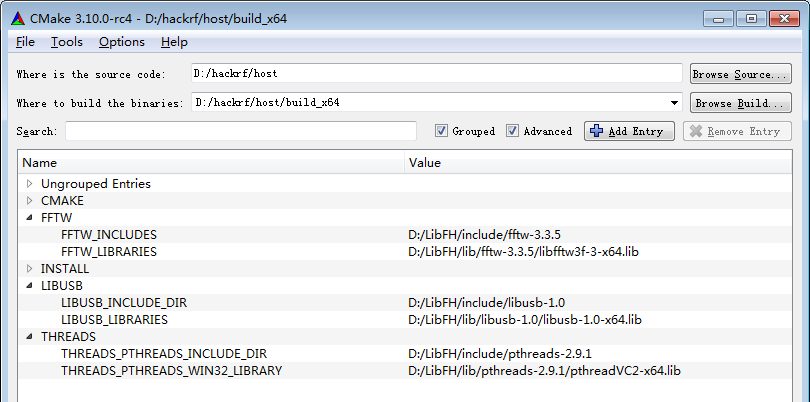 CMake 3.10.0-rc4 - D:/hackrf/host/build_x64
File Tools Options Help
Where is the source code: D:/hackrf/host Browse Source...
Where to build the binaries: D:/hackrf/host/build_x64 Browse Build...
Search: Grouped Advanced Add Entry Remove Entry
Name Value
Ungrouped Entries
CMAKE
FFTW
FFTW_INCLUDES D:/LibFH/include/fftw-3.3.5
FFTW_LIBRARIES D:/LibFH/lib/fftw-3.3.5/libfftw3f-3-x64.lib
INSTALL
LIBUSB
LIBUSB_INCLUDE_DIR D:/LibFH/include/libusb-1.0
LIBUSB_LIBRARIES D:/LibFH/lib/libusb-1.0/libusb-1.0-x64.lib
THREADS
THREADS_PTHREADS_INCLUDE_DIR D:/LibFH/include/pthreads-2.9.1
THREADS_PTHREADS_WIN32_LIBRARY D:/LibFH/lib/pthreads-2.9.1/pthreadVC2-x64.lib